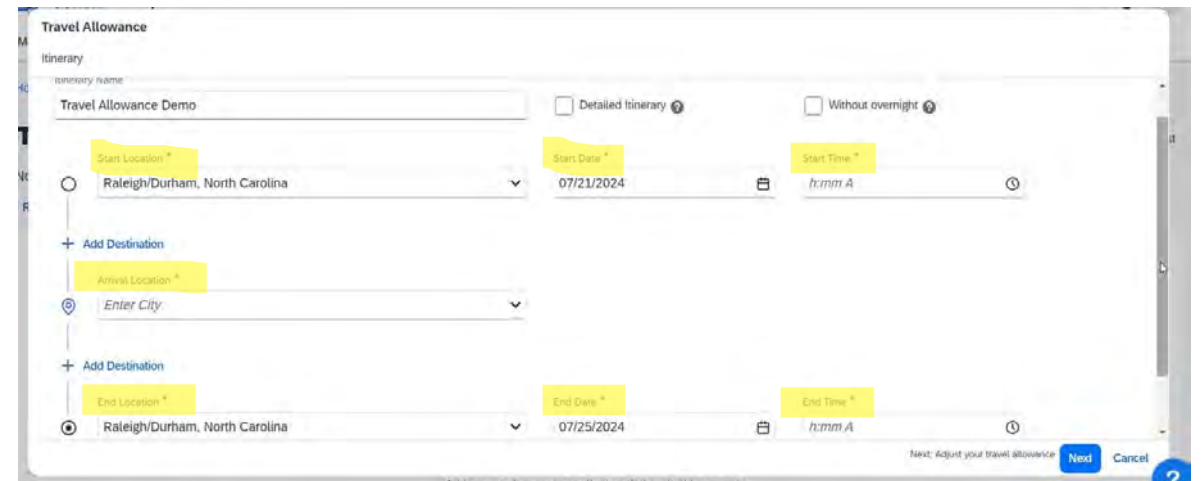 Travel Allowance
Itinerary
Itinerary Name
Travel Allowance Demo
Detailed Itinerary
Without overnight
Start Location *
Start Date *
Start Time *
Raleigh/Durham, North Carolina
07/21/2024
h:mm A
+ Add Destination
Arrival Location *
Enter City
+ Add Destination
End Location *
End Date *
End Time *
Raleigh/Durham, North Carolina
07/25/2024
h:mm A
Next: Adjust your travel allowance
Next
Cancel
?